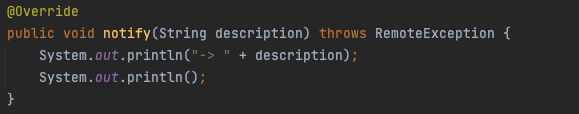 @Override
public void notify(String description) throws RemoteException {
    System.out.println("-> " + description);
    System.out.println();
}